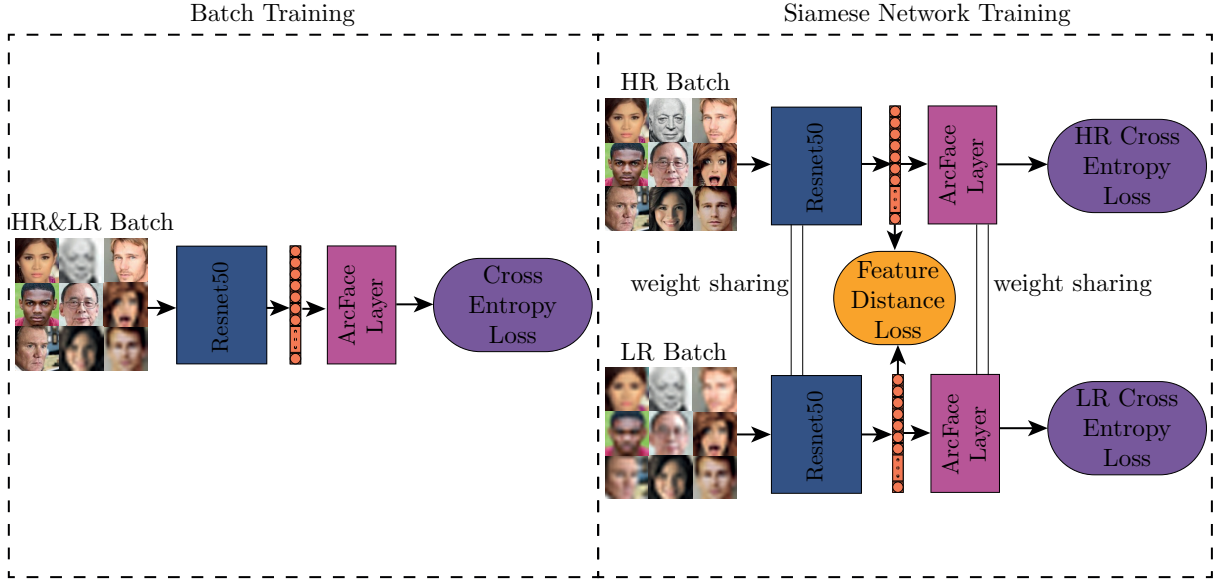 Batch Training
HR&LR Batch
Resnet50
ArcFace
Layer
Cross
Entropy
Loss
Siamese Network Training
HR Batch
Resnet50
ArcFace
Layer
HR Cross
Entropy
Loss
weight sharing
Feature
Distance
Loss
weight sharing
LR Batch
Resnet50
ArcFace
Layer
LR Cross
Entropy
Loss